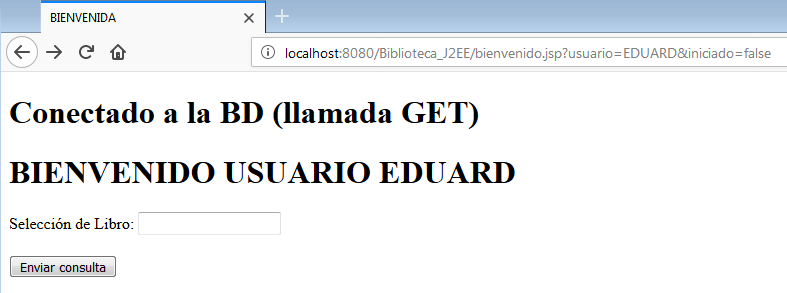 BIENVENIDA
localhost:8080/Biblioteca_J2EE/bienvenido.jsp?usuario=EDUARD&iniciado=false
Conectado a la BD (llamada GET)
BIENVENIDO USUARIO EDUARD
Selección de Libro:
Enviar consulta